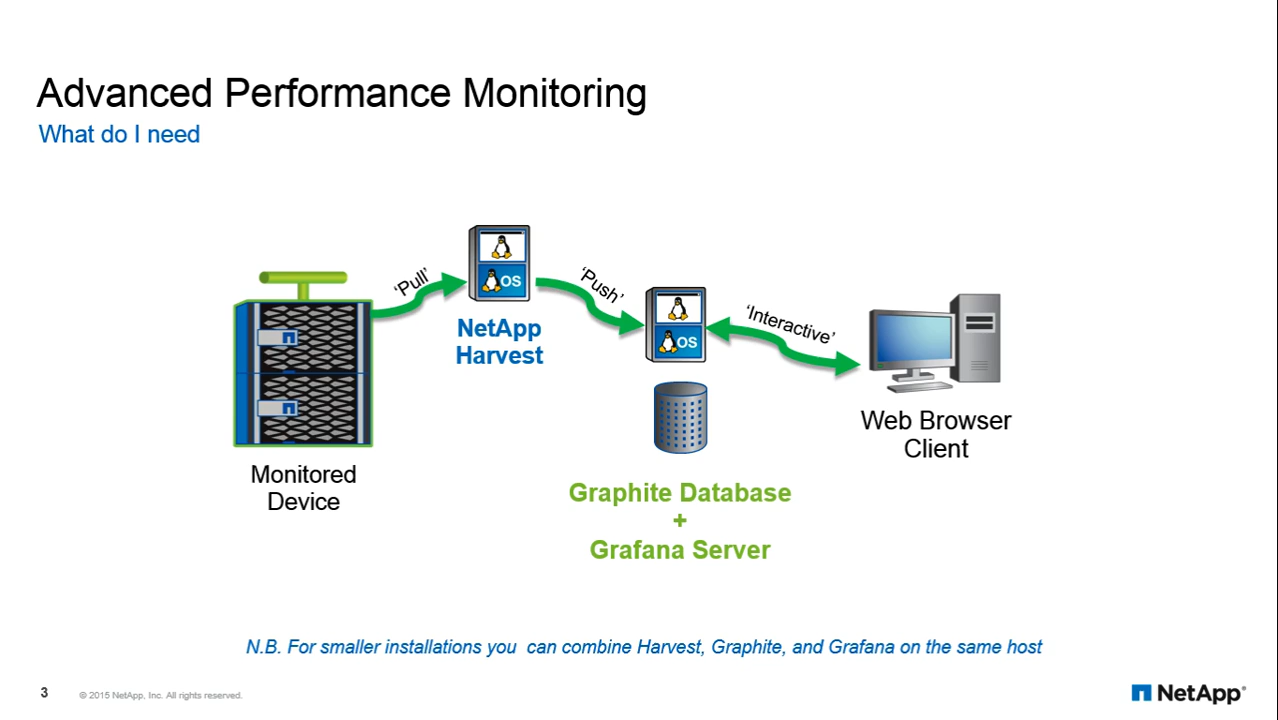 Advanced Performance Monitoring
What do I need
'Pull'
OS
NetApp
Harvest
'Push'
OS
'Interactive'
Monitored
Device
Graphite Database
+
Grafana Server
Web Browser
Client
N.B. For smaller installations you  can combine Harvest, Graphite, and Grafana on the same host
3
© 2015 NetApp, Inc. All rights reserved.
NetApp®